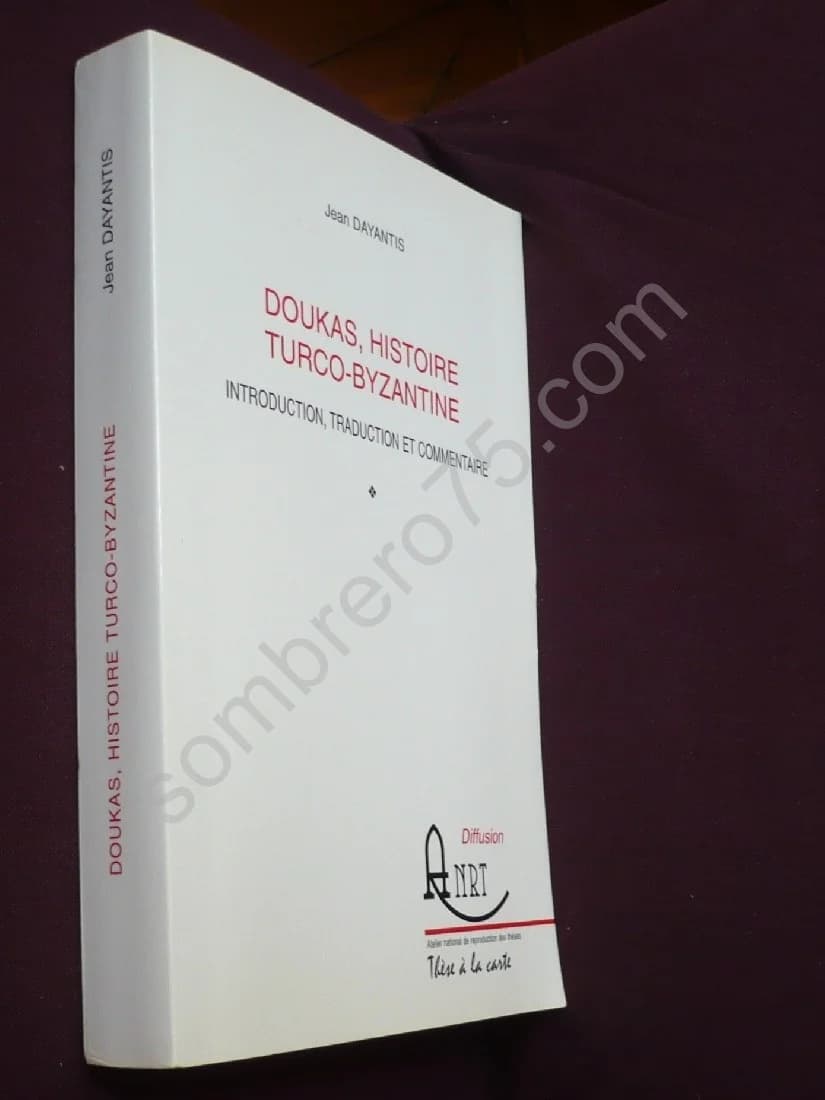 Jean DAYANTIS
DOUKAS, HISTOIRE TURCO-BYZANTINE
Jean DAYANTIS
DOUKAS, HISTOIRE
TURCO-BYZANTINE
INTRODUCTION, TRADUCTION ET COMMENTAIRE
Diffusion
ANRT
Atelier national de reproduction des thèses
Thèse à la carte
sombrero75.com